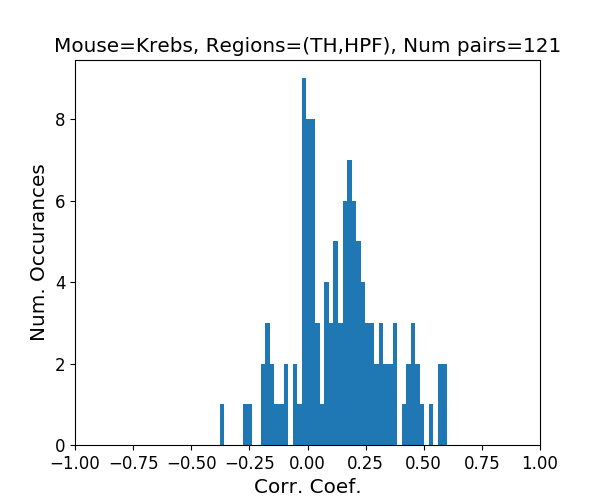 Mouse=Krebs, Regions=(TH,HPF), Num pairs=121
Num. Occurances
8
6
4
2
0
−1.00 −0.75 −0.50 −0.25 0.00 0.25 0.50 0.75 1.00
Corr. Coef.